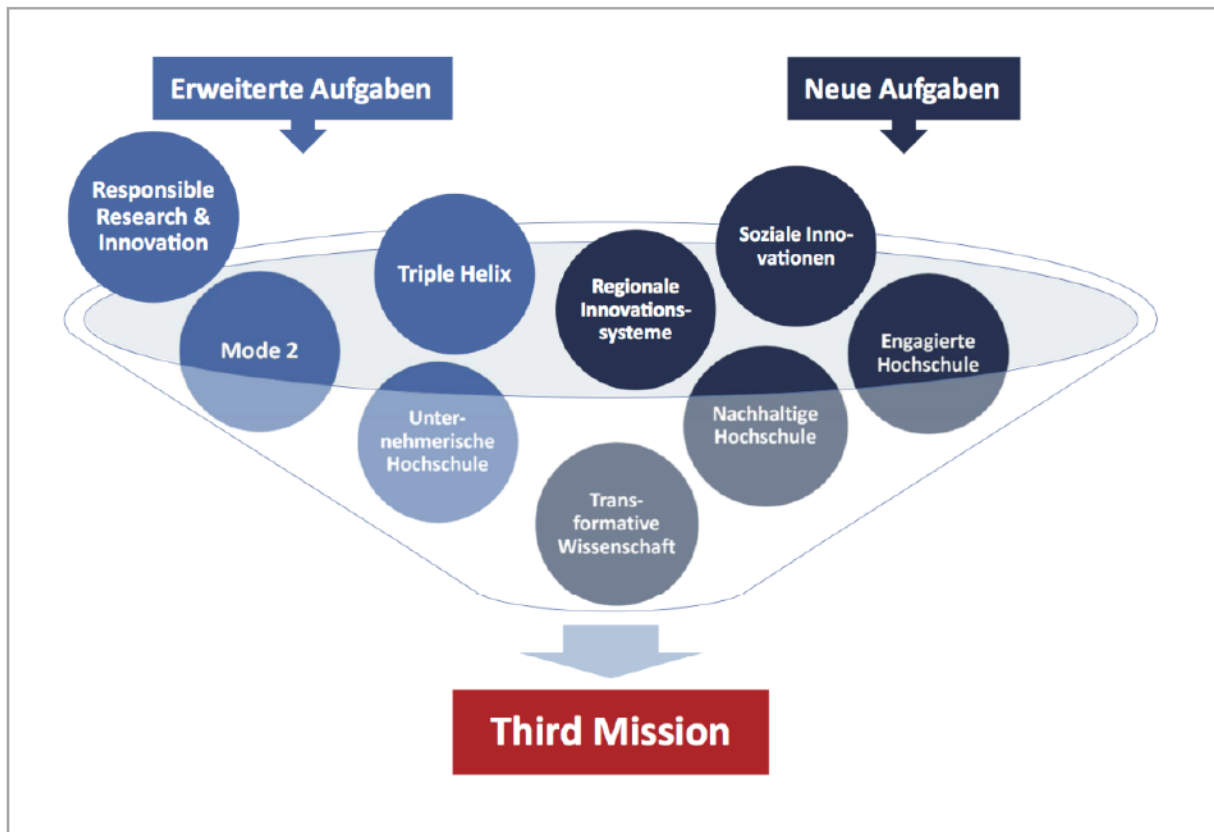 Erweiterte Aufgaben
Neue Aufgaben
Responsible
Research &
Innovation
Mode 2
Triple Helix
Unter-
nehmerische
Hochschule
Regionale
Innovations-
systeme
Soziale Inno-
vationen
Engagierte
Hochschule
Nachhaltige
Hochschule
Trans-
formative
Wissenschaft
Third Mission